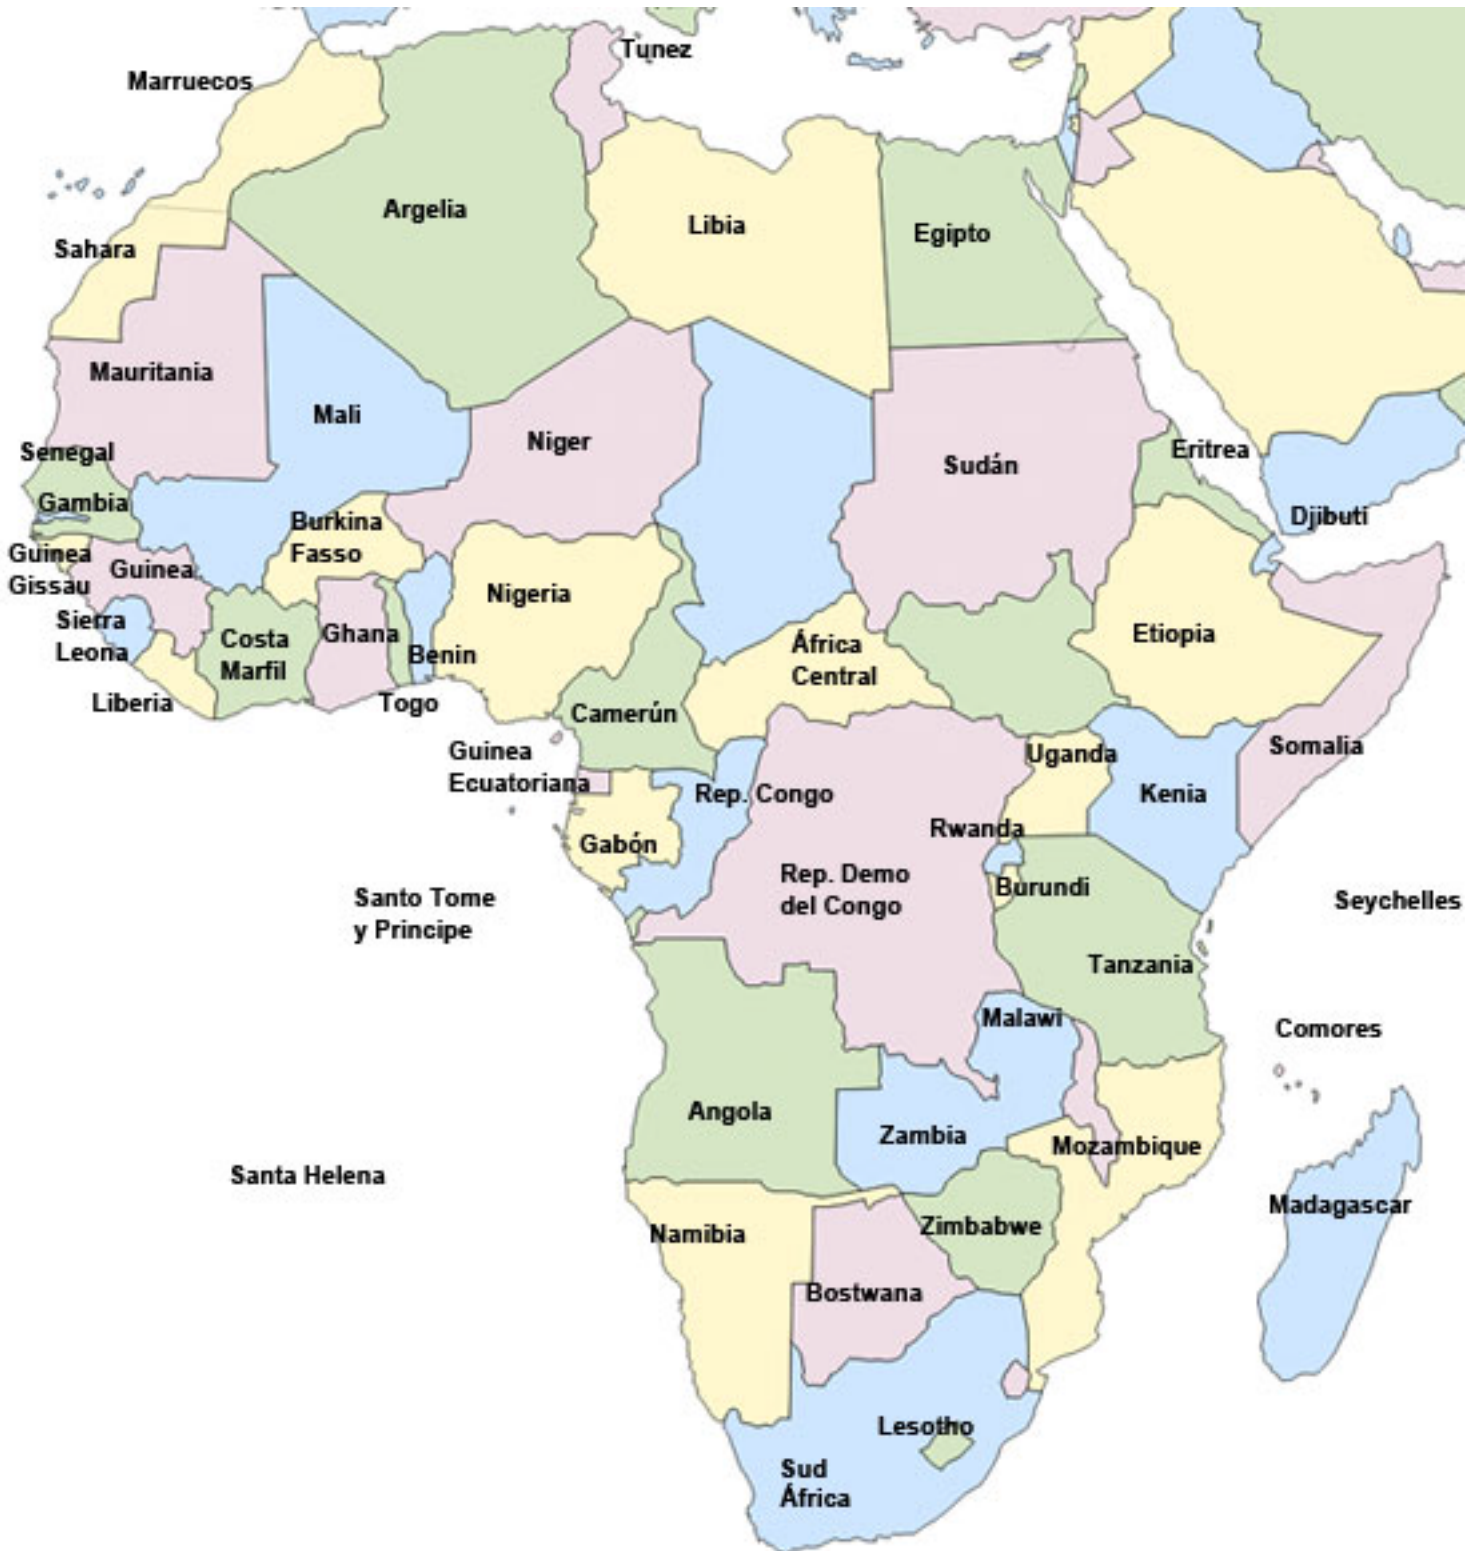 Tunez
Marruecos
Argelia
Libia
Egipto
Sahara
Mauritania
Mali
Niger
Sudán
Eritrea
Senegal
Gambia
Djibuti
Burkina
Fasso
Guinea
Gissau
Guinea
Nigeria
Sierra
Leona
Costa
Marfil
Ghana
Benin
África
Central
Etiopia
Liberia
Togo
Camerún
Guinea
Ecuatoriana
Uganda
Somalia
Rep. Congo
Kenia
Gabón
Rwanda
Rep. Demo
del Congo
Burundi
Santo Tome
y Principe
Seychelles
Tanzania
Malawi
Comores
Angola
Zambia
Mozambique
Santa Helena
Madagascar
Namibia
Zimbabwe
Bostwana
Lesotho
Sud
África